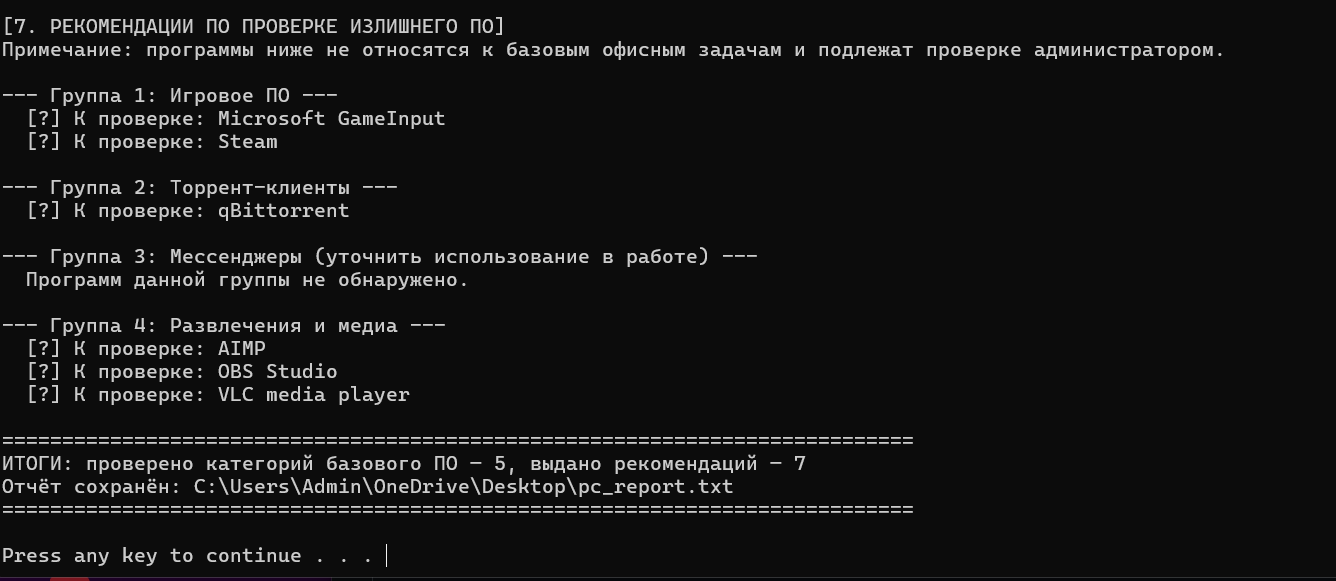 [7. РЕКОМЕНДАЦИИ ПО ПРОВЕРКЕ ИЗЛИШНЕГО ПО]
Примечание: программы ниже не относятся к базовым офисным задачам и подлежат проверке администратором.
--- Группа 1: Игровое ПО ---
[?] К проверке: Microsoft GameInput
[?] К проверке: Steam
--- Группа 2: Торрент-клиенты ---
[?] К проверке: qBittorrent
--- Группа 3: Мессенджеры (уточнить использование в работе) ---
Программ данной группы не обнаружено.
--- Группа 4: Развлечения и медиа ---
[?] К проверке: AIMP
[?] К проверке: OBS Studio
[?] К проверке: VLC media player
============================================================================
ИТОГИ: проверено категорий базового ПО — 5, выдано рекомендаций — 7
Отчёт сохранён: C:\Users\Admin\OneDrive\Desktop\pc_report.txt
============================================================================
Press any key to continue . . .